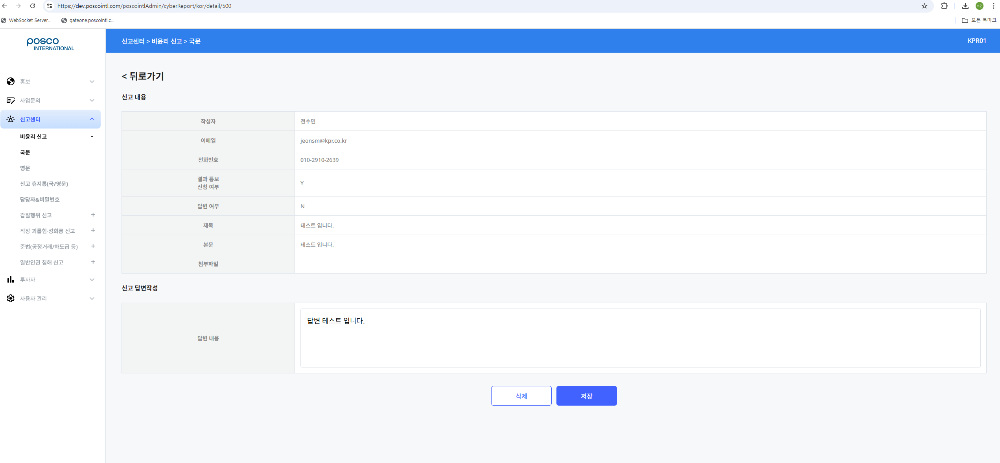 https://dev.poscointl.com/poscointlAdmin/cyberReport/kor/detail/500
수민
WebSocket Server...
gateone.poscointl.c...
모든 북마크
posco
INTERNATIONAL
신고센터 > 비윤리 신고 > 국문
KPR01
홍보
사업문의
신고센터
비윤리 신고
-
국문
영문
신고 휴지통(국/영문)
담당자&비밀번호
갑질행위 신고
+
직장 괴롭힘·성희롱 신고
+
준법(공정거래/하도급 등)
+
일반인권 침해 신고
+
투자자
사용자 관리
< 뒤로가기
신고 내용
작성자
전수민
이메일
jeonsm@kpr.co.kr
전화번호
010-2910-2639
결과 통보
신청 여부
Y
답변 여부
N
제목
테스트 입니다.
본문
테스트 입니다.
첨부파일
신고 답변작성
답변 내용
답변 테스트 입니다.
삭제
저장